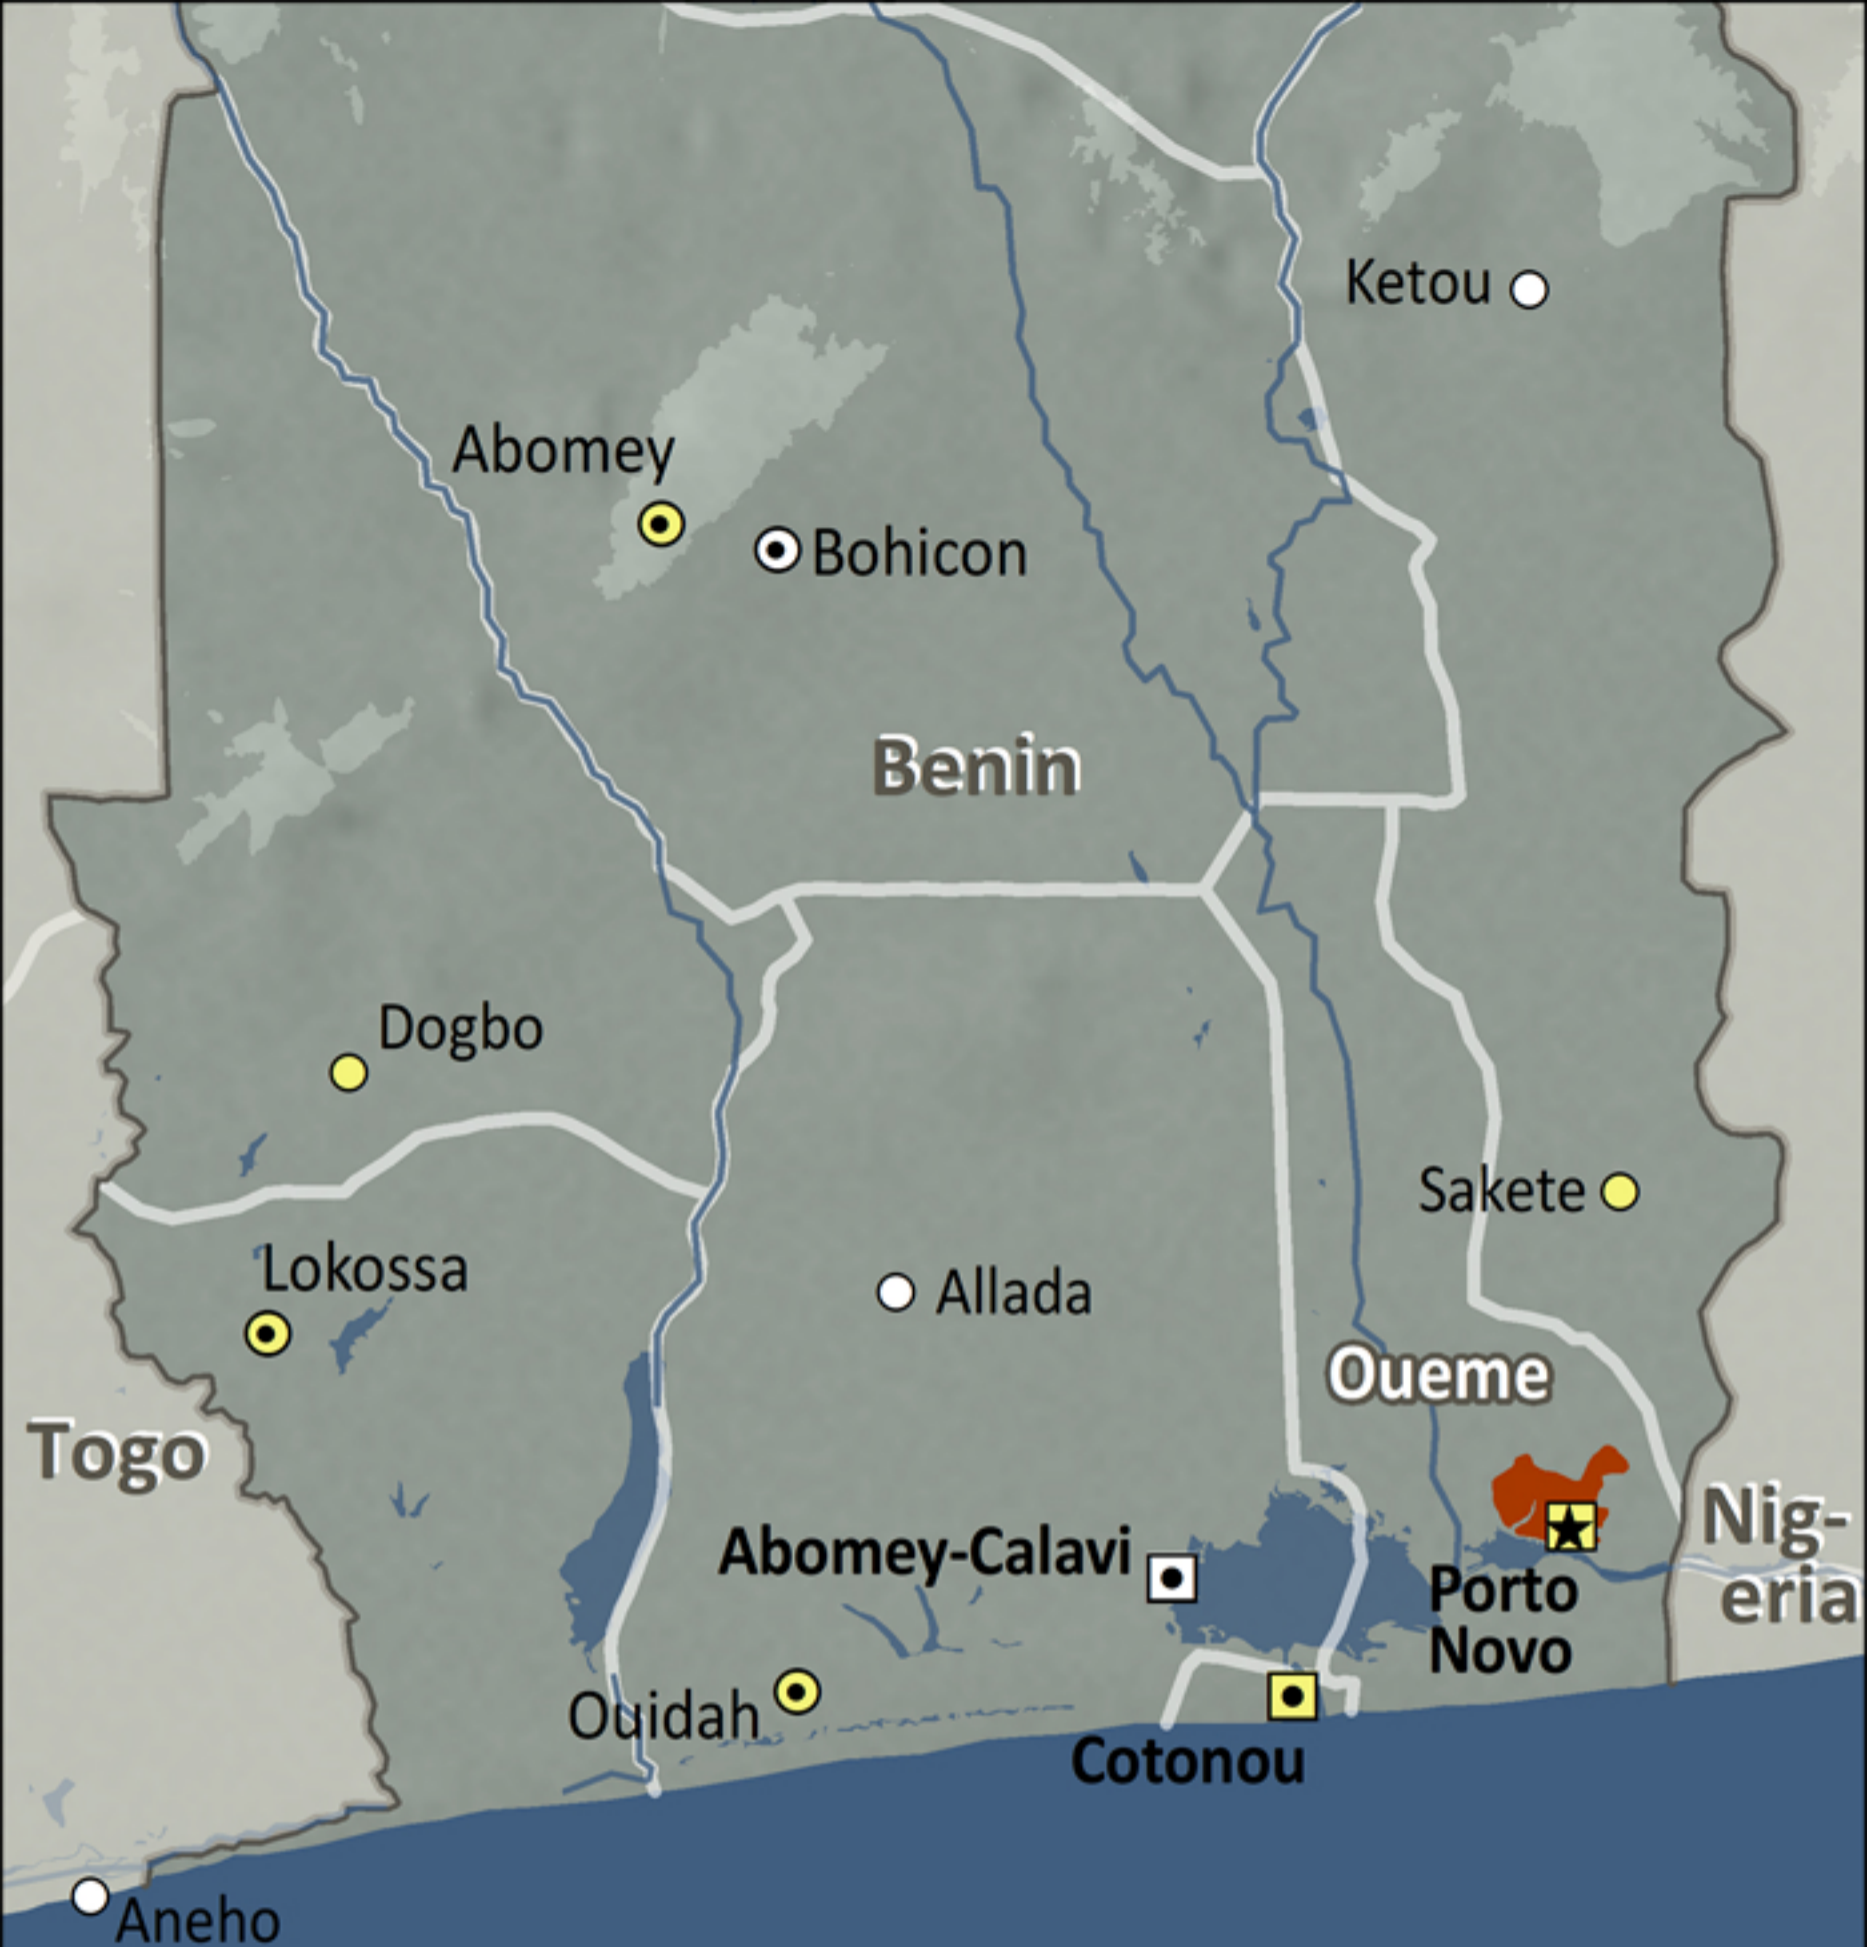 Ketou
Abomey
Bohicon
Benin
Dogbo
Sakete
Lokossa
Allada
Oueme
Togo
Nig-
eria
Abomey-Calavi
Porto
Novo
Ouidah
Cotonou
Aneho